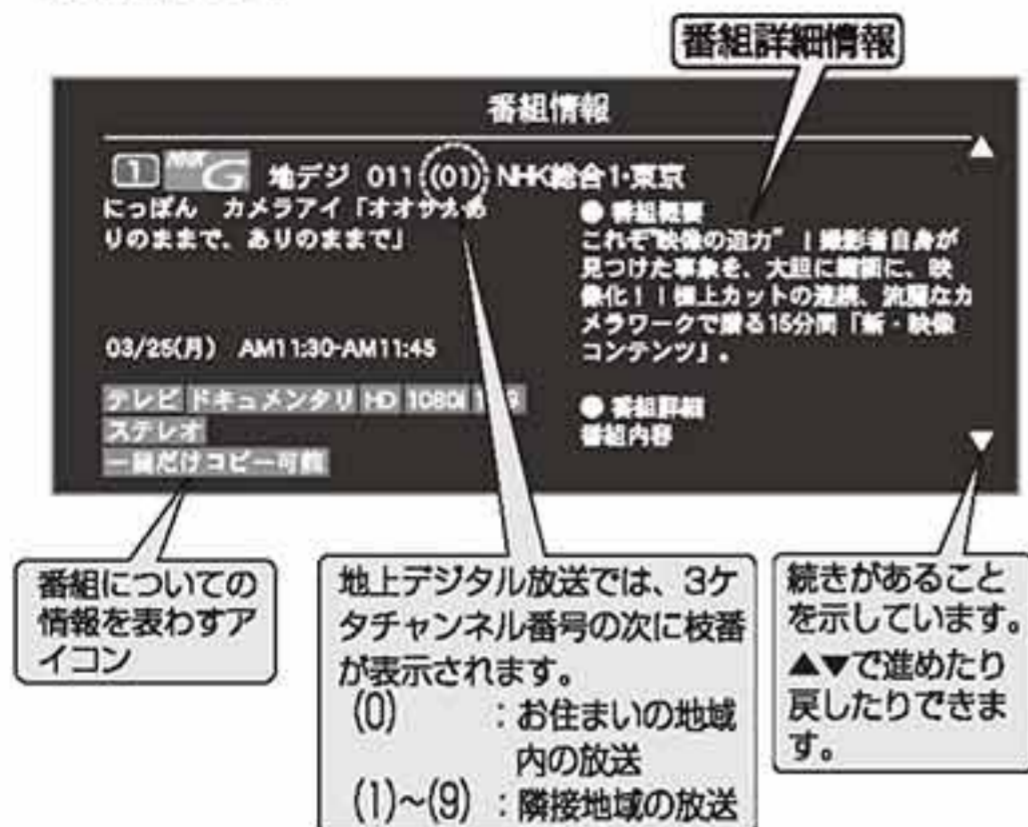 番組詳細情報
番組情報
1 NHK G 地デジ 011 (01) NHK総合1・東京
にっぽん カメラアイ「オオサカあ
りのままで、ありのままで」
03/25(月) AM11:30-AM11:45
テレビ ドキュメンタリ HD 1080i
ステレオ
一回だけコピー可能
● 番組概要
これぞ"映像の迫力" !撮影者自身が
見つけた事象を、大胆に緻密に、映
像化!!極上カットの連続、流麗なカ
メラワークで贈る15分間「新・映像
コンテンツ」。
● 番組詳細
番組内容
▲
▼
番組についての
情報を表わすア
イコン
地上デジタル放送では、3ケ
タチャンネル番号の次に枝番
が表示されます。
(0) :お住まいの地域
内の放送
(1)~(9) :隣接地域の放送
続きがあること
を示しています。
▲▼で進めたり
戻したりできま
す。